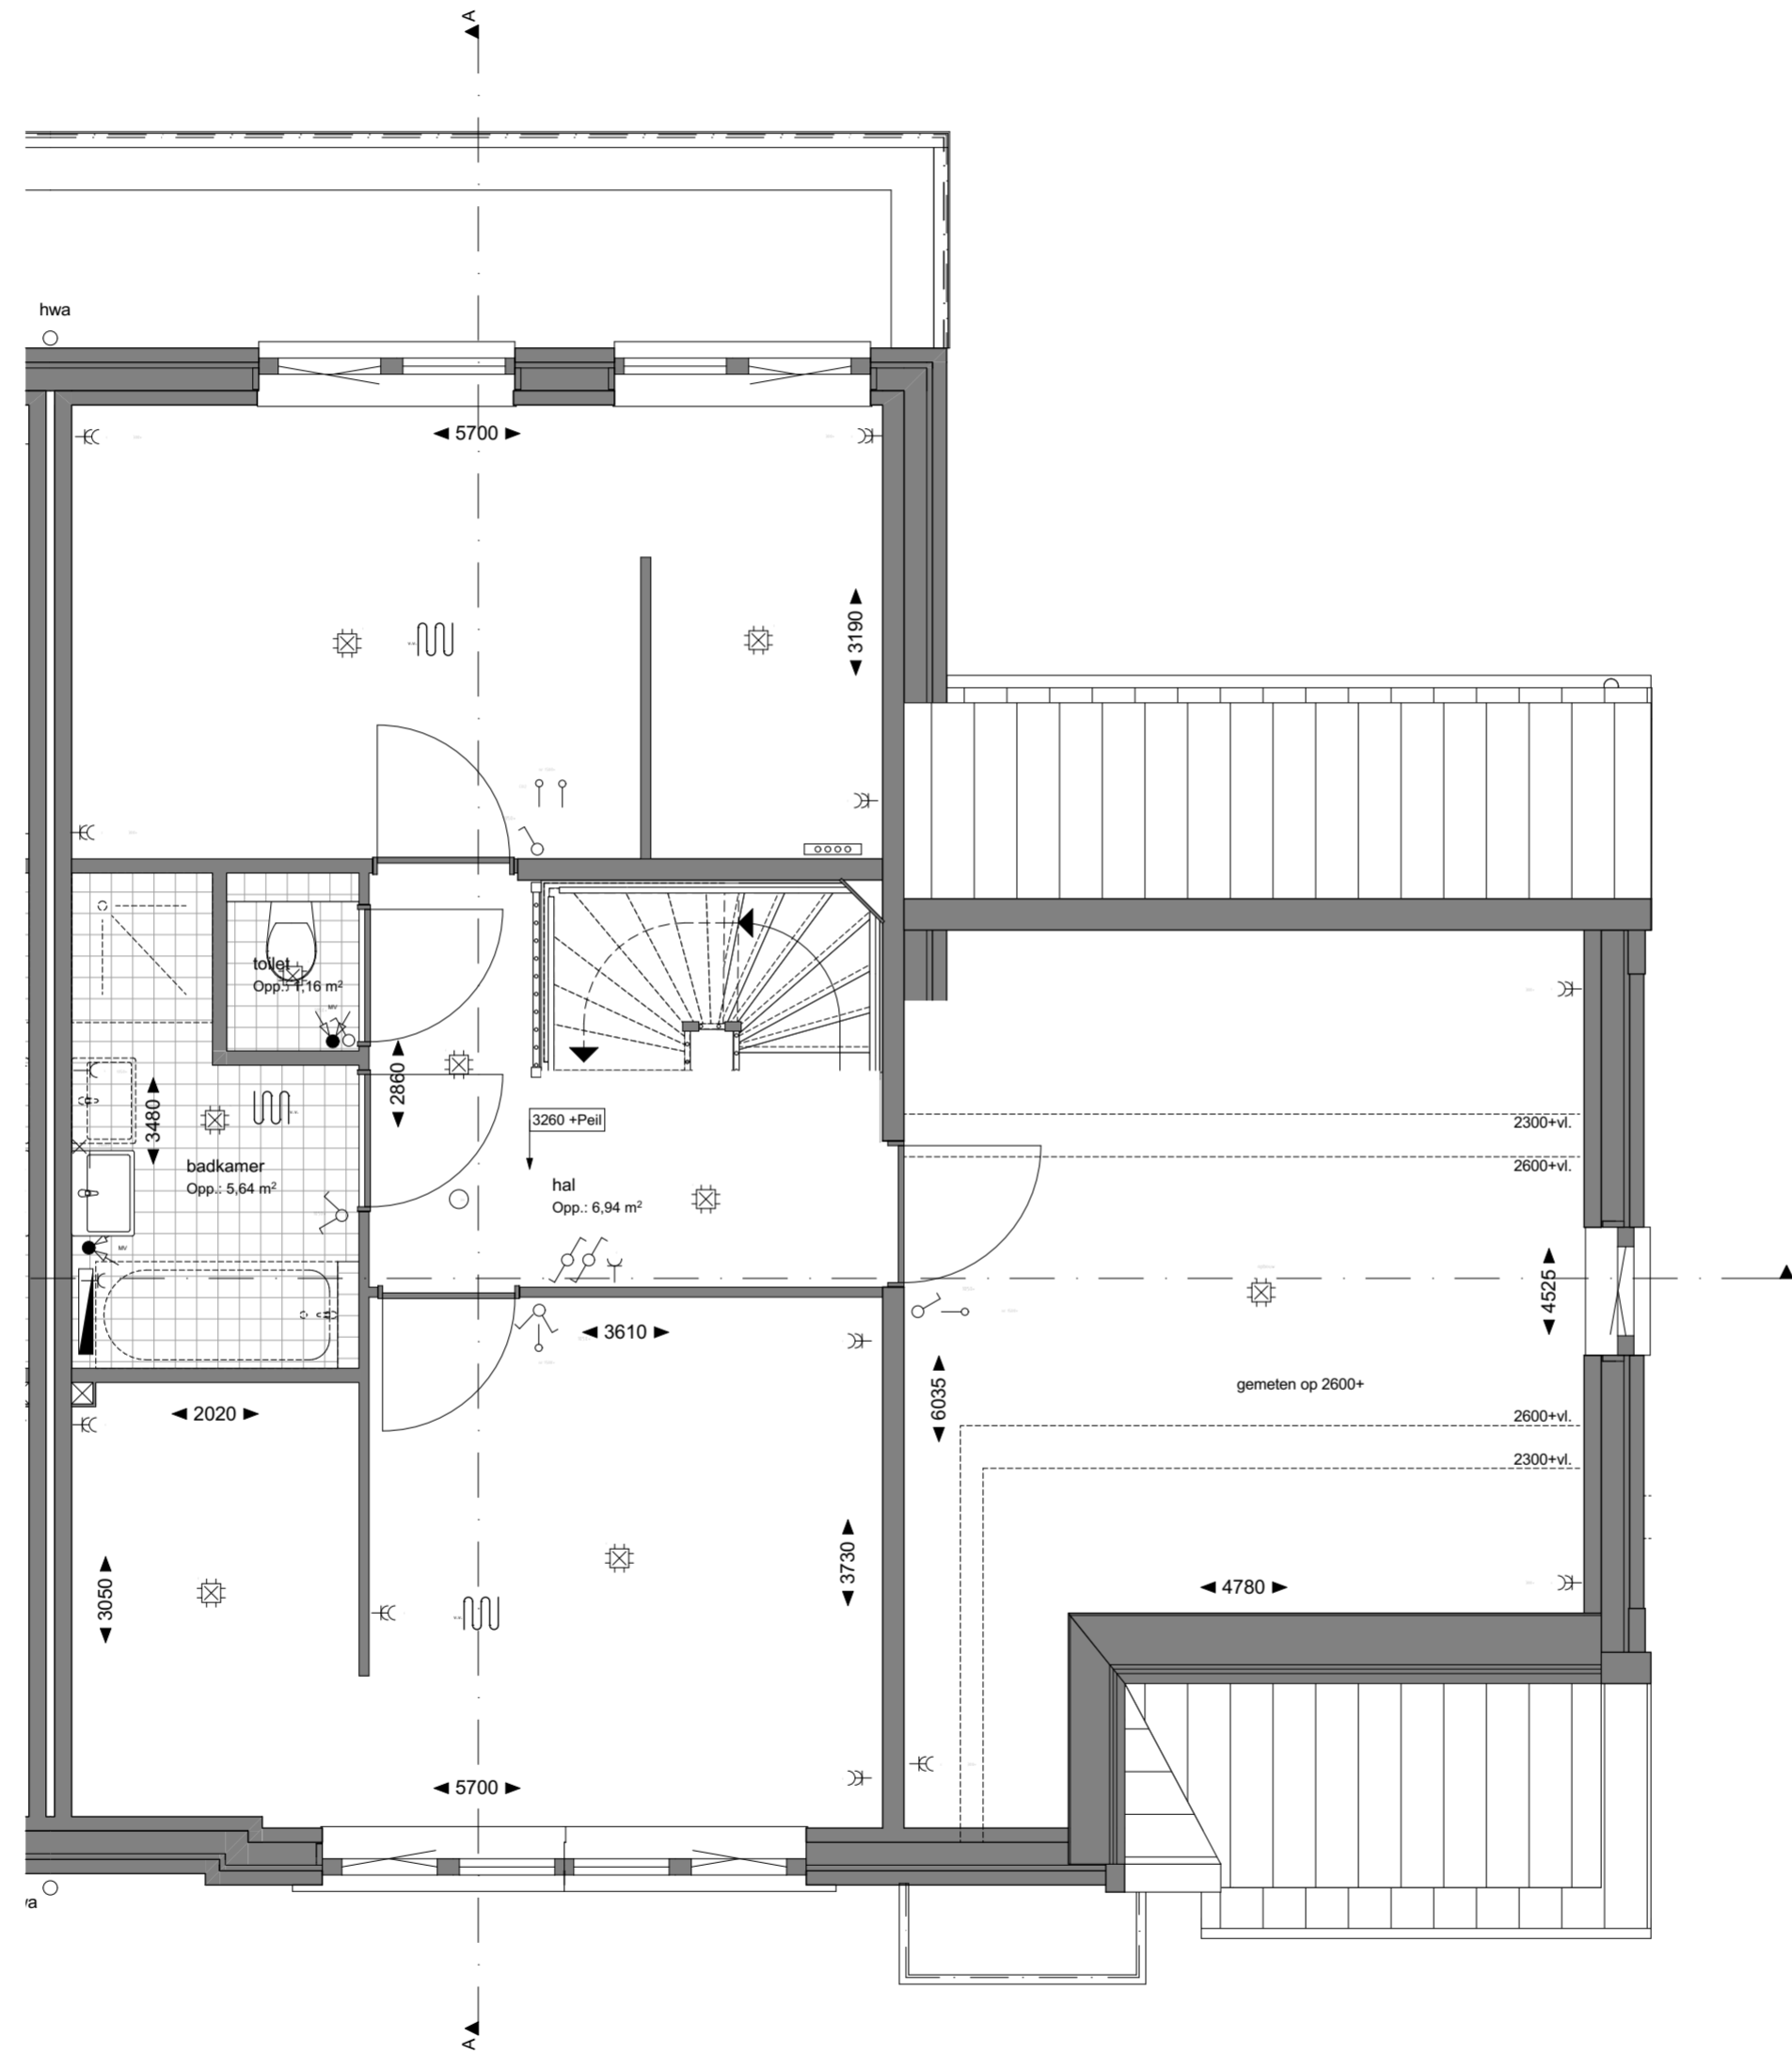 A
hwa
5700
3190
toilet
Opp.: 1,16 m²
MV
2860
3480
3260 +Peil
2300+vl.
2600+vl.
badkamer
Opp.: 5,64 m²
hal
Opp.: 6,94 m²
MV
4525
3610
6035
gemeten op 2600+
2020
2600+vl.
2300+vl.
3050
3730
4780
5700
A